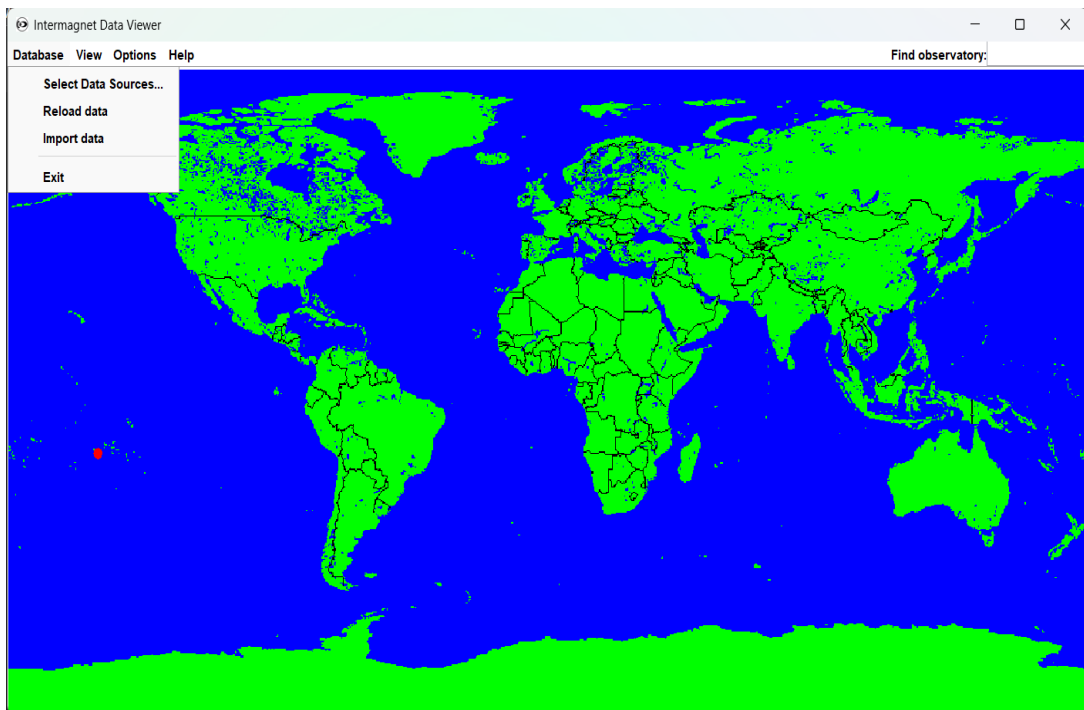 Intermagnet Data Viewer
Database View Options Help Find observatory:
Select Data Sources...
Reload data
Import data
Exit